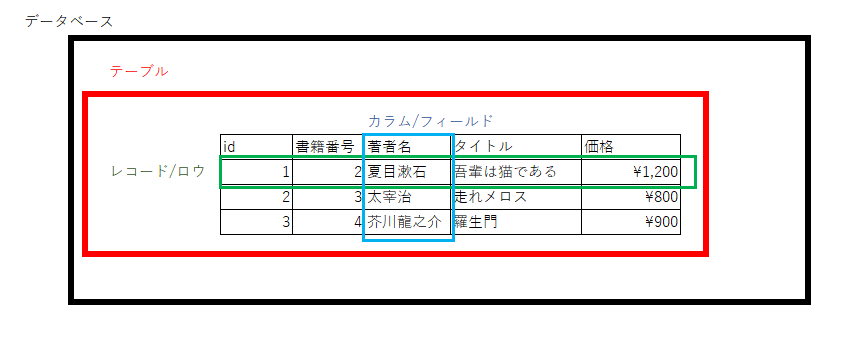 データベース
テーブル
カラム/フィールド
id 書籍番号 著者名 タイトル 価格
レコード/ロウ 1 2 夏目漱石 吾輩は猫である ¥1,200
2 3 太宰治 走れメロス ¥800
3 4 芥川龍之介 羅生門 ¥900